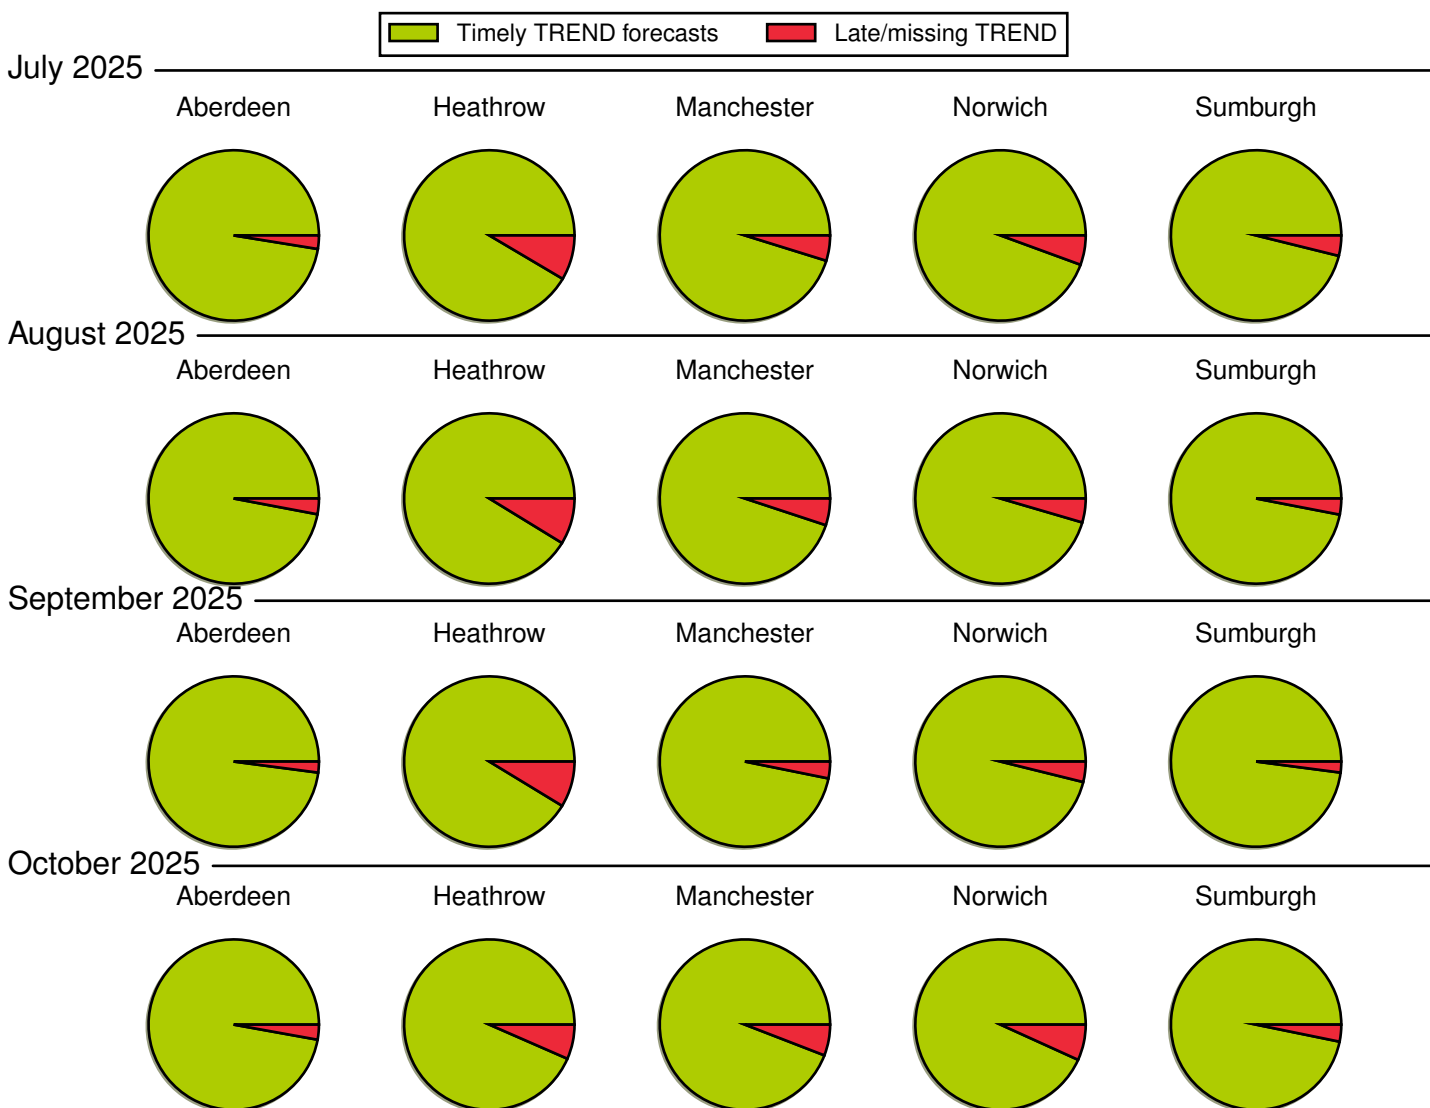 Timely TREND forecasts Late/missing TREND
July 2025
Aberdeen Heathrow Manchester Norwich Sumburgh
August 2025
Aberdeen Heathrow Manchester Norwich Sumburgh
September 2025
Aberdeen Heathrow Manchester Norwich Sumburgh
October 2025
Aberdeen Heathrow Manchester Norwich Sumburgh